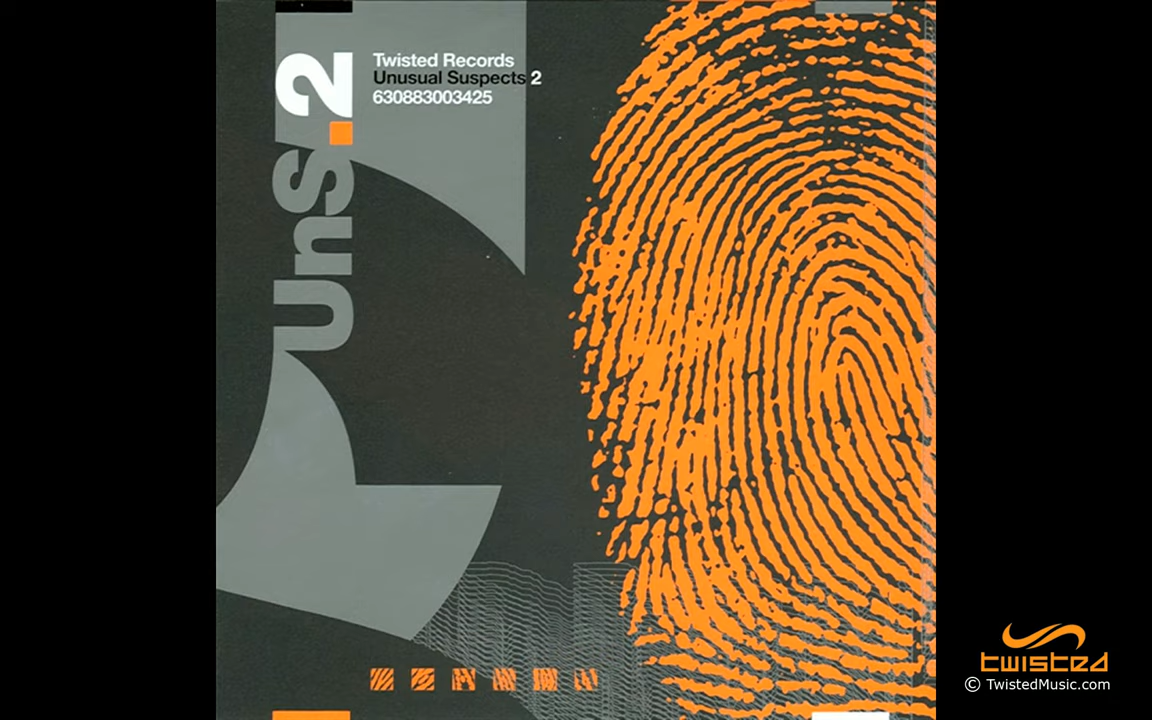 Twisted Records
Unusual Suspects 2
630883003425
Uns.2
twisted
© TwistedMusic.com